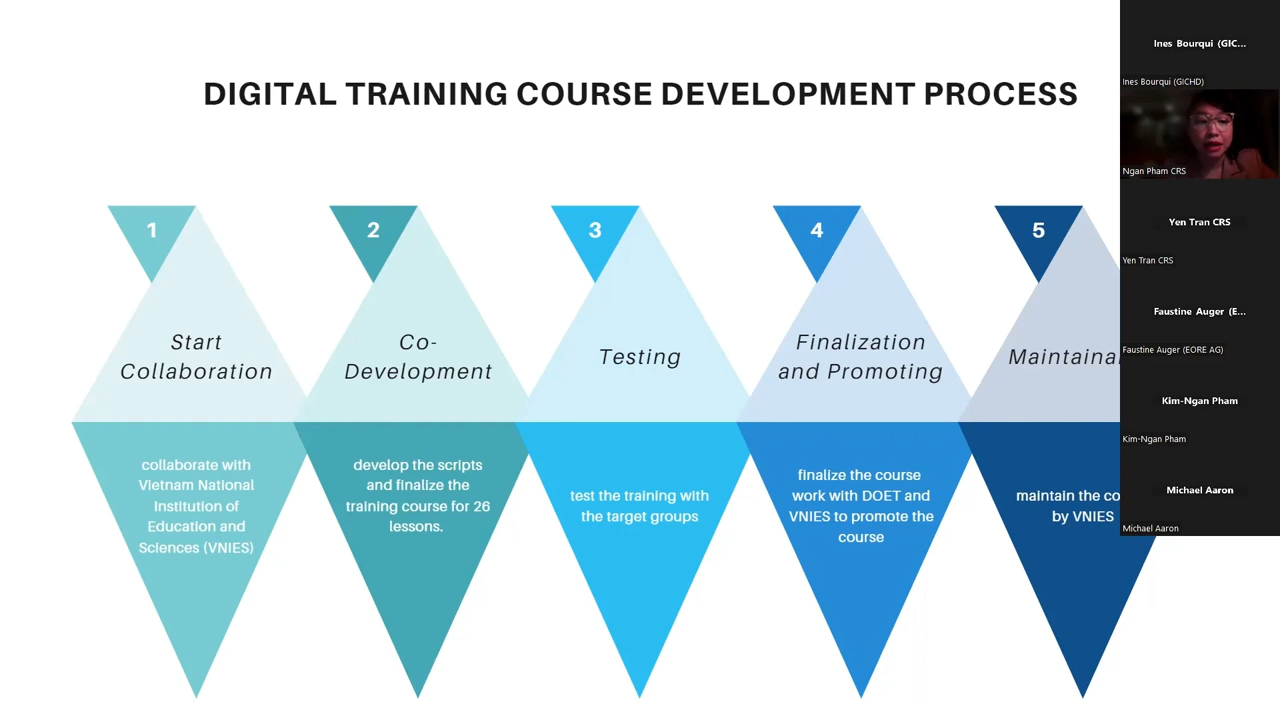 DIGITAL TRAINING COURSE DEVELOPMENT PROCESS
1
Start
Collaboration
collaborate with
Vietnam National
Institution of
Education and
Sciences (VNIES)
2
Co-
Development
develop the scripts
and finalize the
training course for 26
lessons.
3
Testing
test the training with
the target groups
4
Finalization
and Promoting
finalize the course
work with DOET and
VNIES to promote the
course
5
maintain the
by VNIES
Ines Bourqui (GIC...
Ines Bourqui (GICHD)
Ngan Pham CRS
Yen Tran CRS
Yen Tran CRS
Faustine Auger (E...
Faustine Auger (EORE AG)
Kim-Ngan Pham
Kim-Ngan Pham
Michael Aaron
Michael Aaron